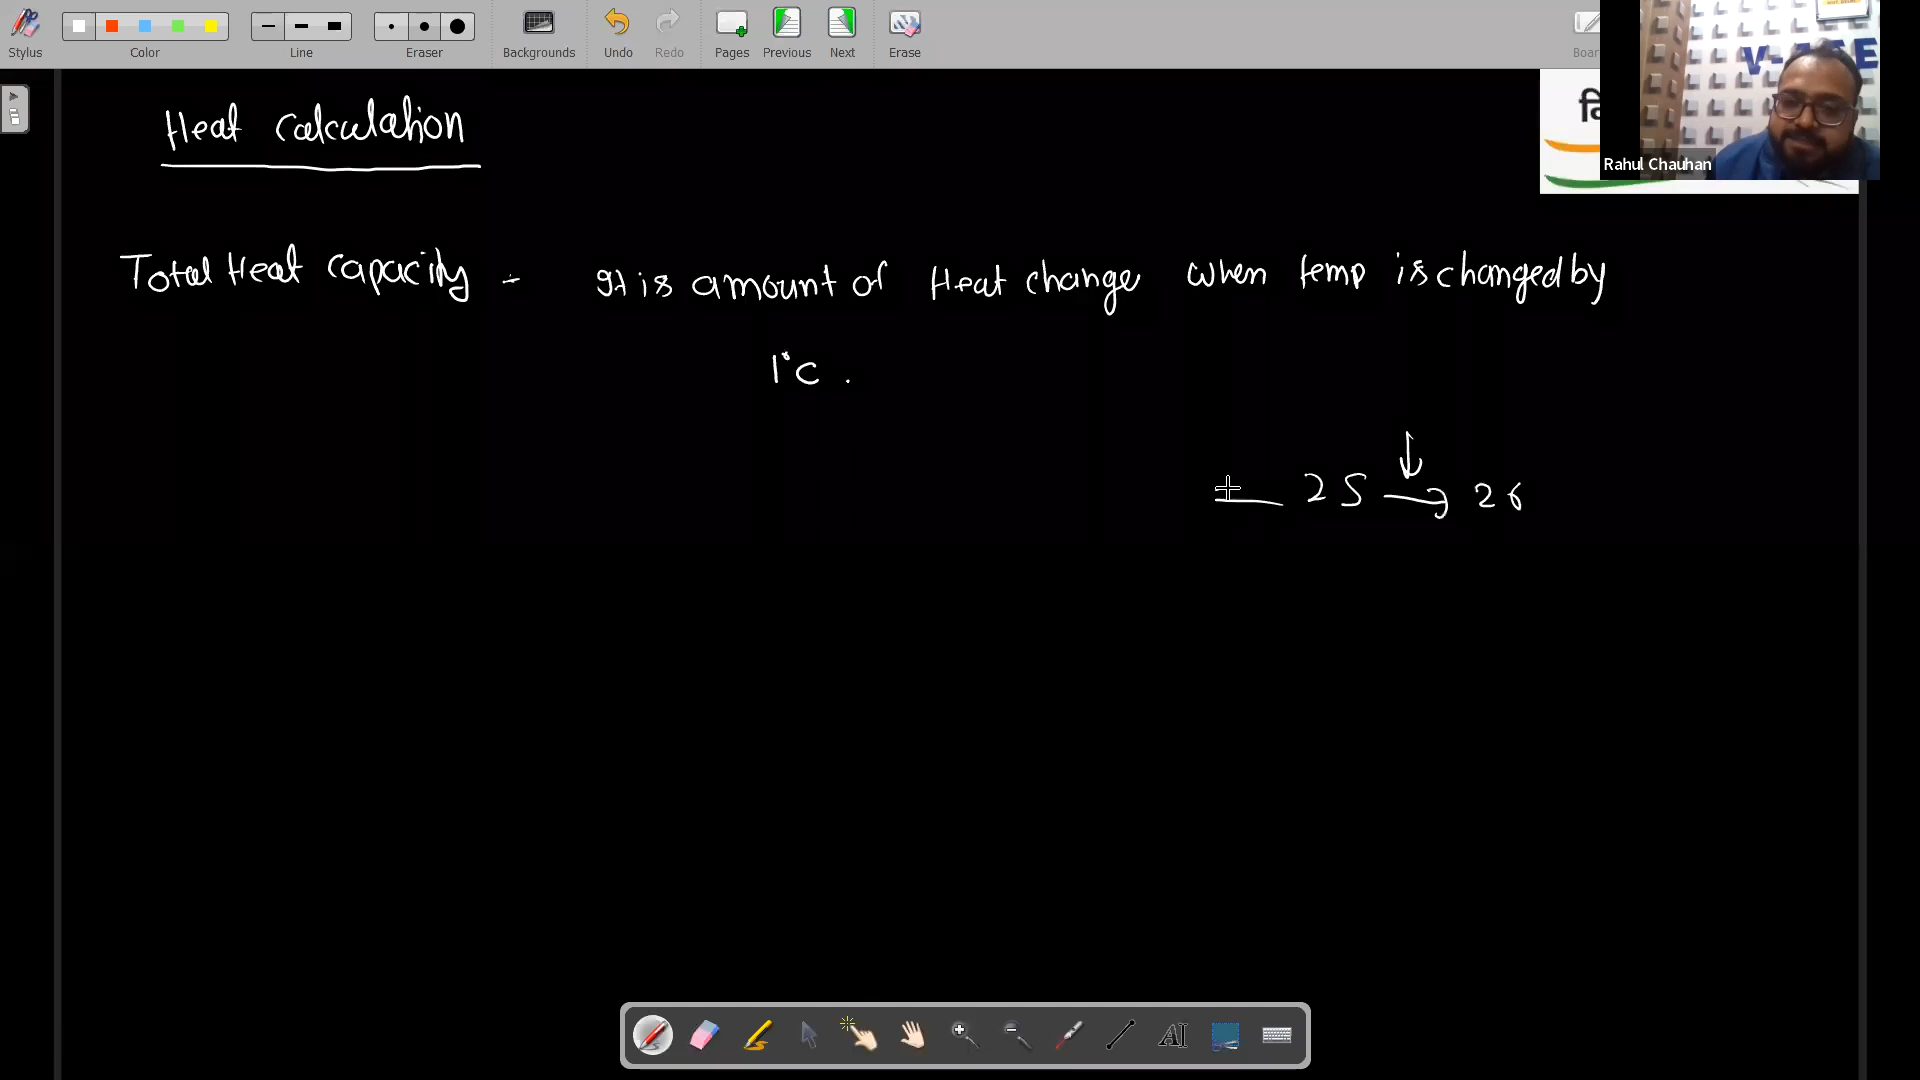 Stylus Color Line Eraser Backgrounds Undo Redo Pages Previous Next Erase
V-
Rahul Chauhan
Heat calculation
Total Heat capacity - It is amount of Heat change when temp is changed by
1°C .
25 → 26